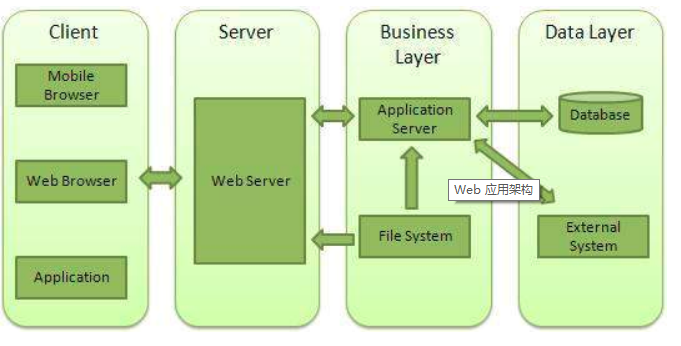 Client
Mobile
Browser
Web Browser
Application
Server
Web Server
Business
Layer
Application
Server
File System
Data Layer
Database
External
System
Web 应用架构